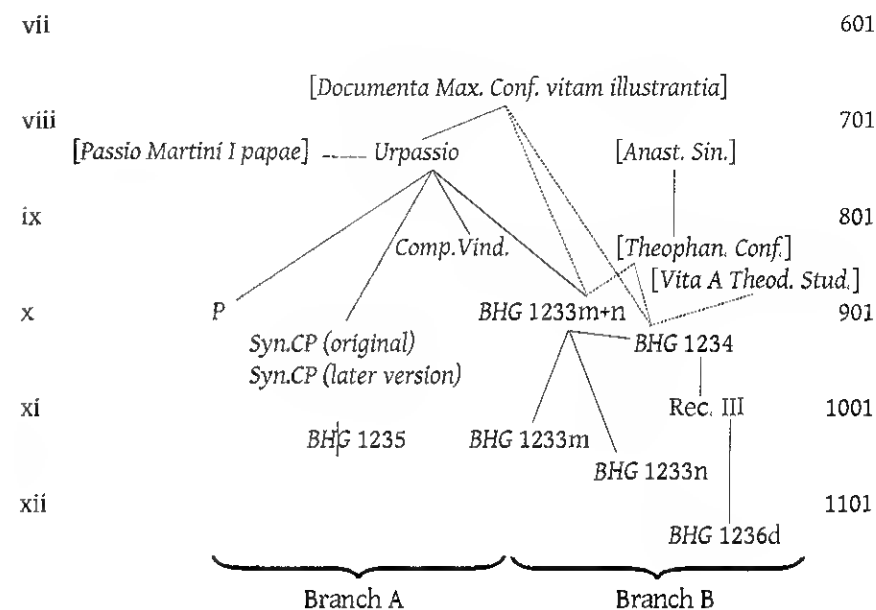 vii 601
[Documenta Max. Conf. vitam illustrantia]
viii 701
[Passio Martini I papae] Urpassio [Anast. Sin.]
ix 801
Comp.Vind. [Theophan. Conf.]
[Vita A Theod. Stud.]
x P BHG 1233m+n 901
Syn.CP (original) BHG 1234
Syn.CP (later version)
xi Rec. III 1001
BHG 1235 BHG 1233m
BHG 1233n
xii 1101
BHG 1236d
Branch A Branch B